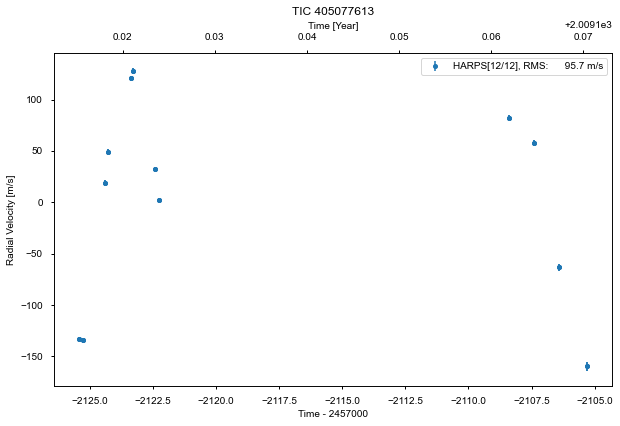 TIC 405077613
Time [Year]
+2.0091e3
0.02 0.03 0.04 0.05 0.06 0.07
HARPS[12/12], RMS: 95.7 m/s
Radial Velocity [m/s]
100
50
0
−50
−100
−150
−2125.0 −2122.5 −2120.0 −2117.5 −2115.0 −2112.5 −2110.0 −2107.5 −2105.0
Time - 2457000